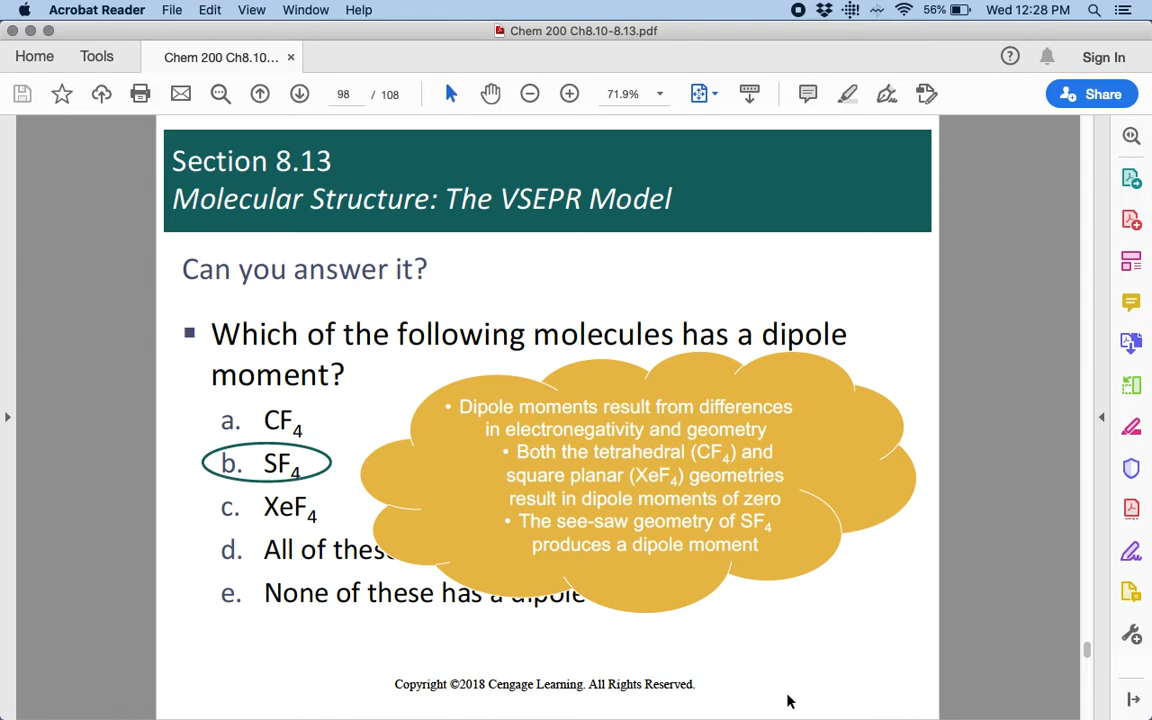 Acrobat Reader File Edit View Window Help 56% Wed 12:28 PM
Chem 200 Ch8.10-8.13.pdf
Home Tools Chem 200 Ch8.10... × Sign In
98 / 108 71.9% Share
Section 8.13
Molecular Structure: The VSEPR Model
Can you answer it?
▪ Which of the following molecules has a dipole
moment?
a. CF₄
b. SF₄
c. XeF₄
d. All of these
e. None of these has a dipole
• Dipole moments result from differences
in electronegativity and geometry
• Both the tetrahedral (CF₄) and
square planar (XeF₄) geometries
result in dipole moments of zero
• The see-saw geometry of SF₄
produces a dipole moment
Copyright ©2018 Cengage Learning. All Rights Reserved.